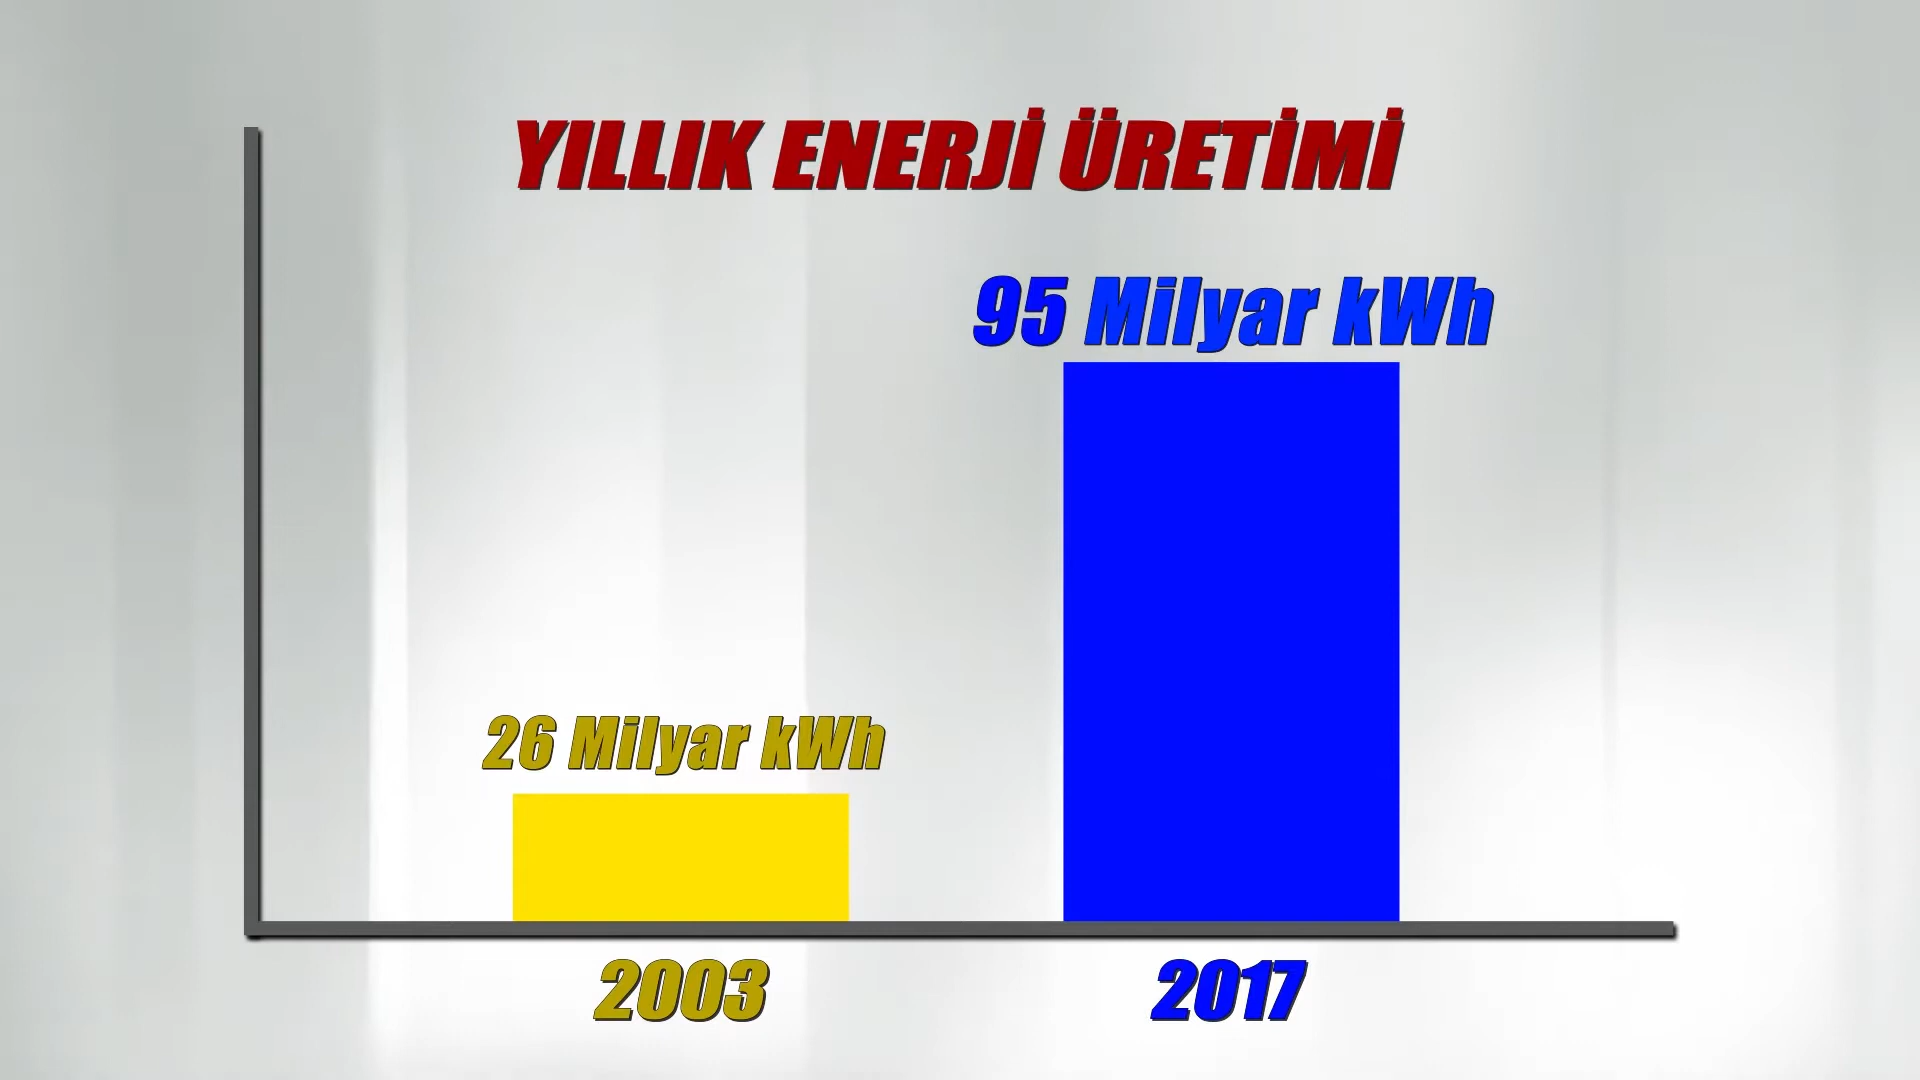 YILLIK ENERJİ ÜRETİMİ
95 Milyar kWh
26 Milyar kWh
2003 2017